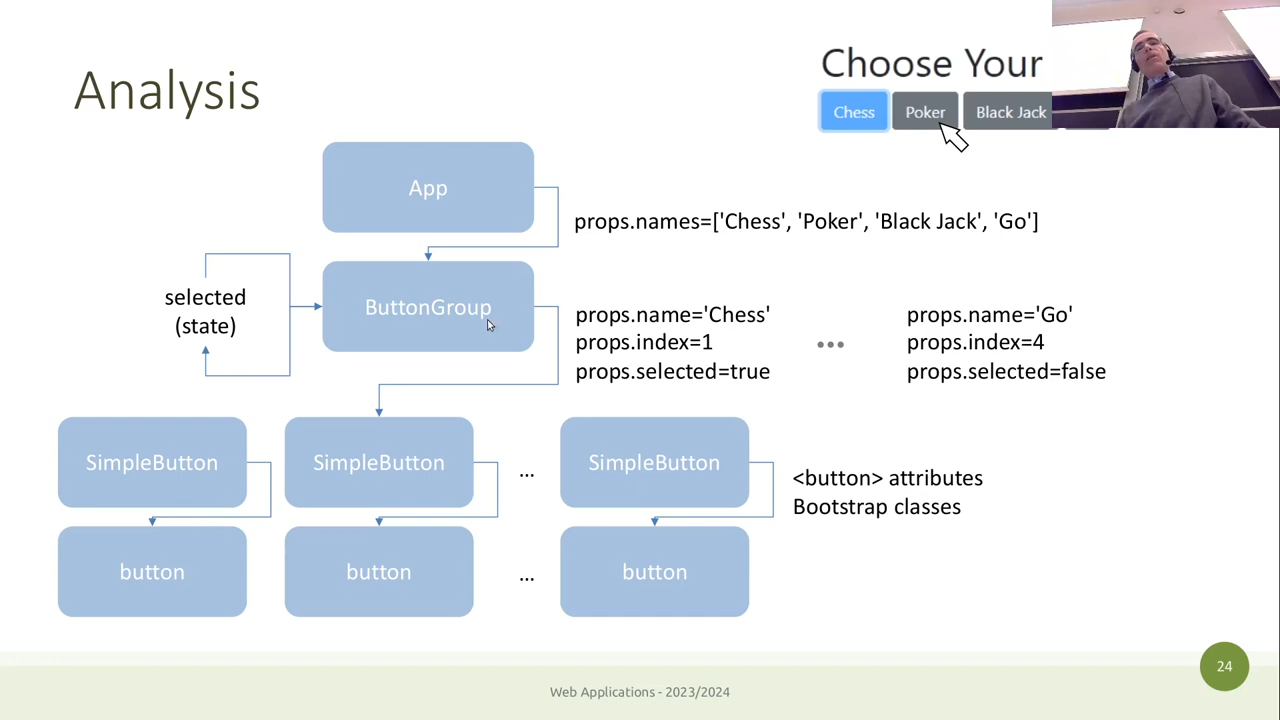 Analysis
Choose Your
Chess
Poker
Black Jack
App
props.names=['Chess', 'Poker', 'Black Jack', 'Go']
selected
(state)
ButtonGroup
props.name='Chess'
props.index=1
props.selected=true
•••
props.name='Go'
props.index=4
props.selected=false
SimpleButton
SimpleButton
...
SimpleButton
<button> attributes
Bootstrap classes
button
button
...
button
24
Web Applications - 2023/2024